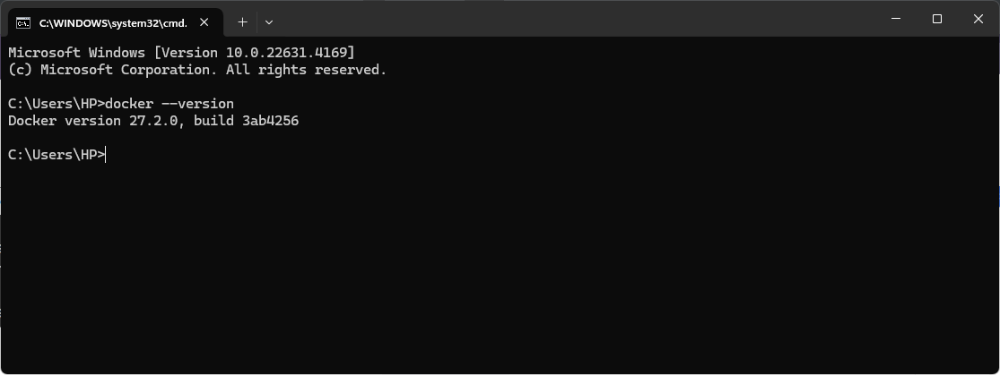 C:\WINDOWS\system32\cmd.
Microsoft Windows [Version 10.0.22631.4169]
(c) Microsoft Corporation. All rights reserved.
C:\Users\HP>docker --version
Docker version 27.2.0, build 3ab4256
C:\Users\HP>